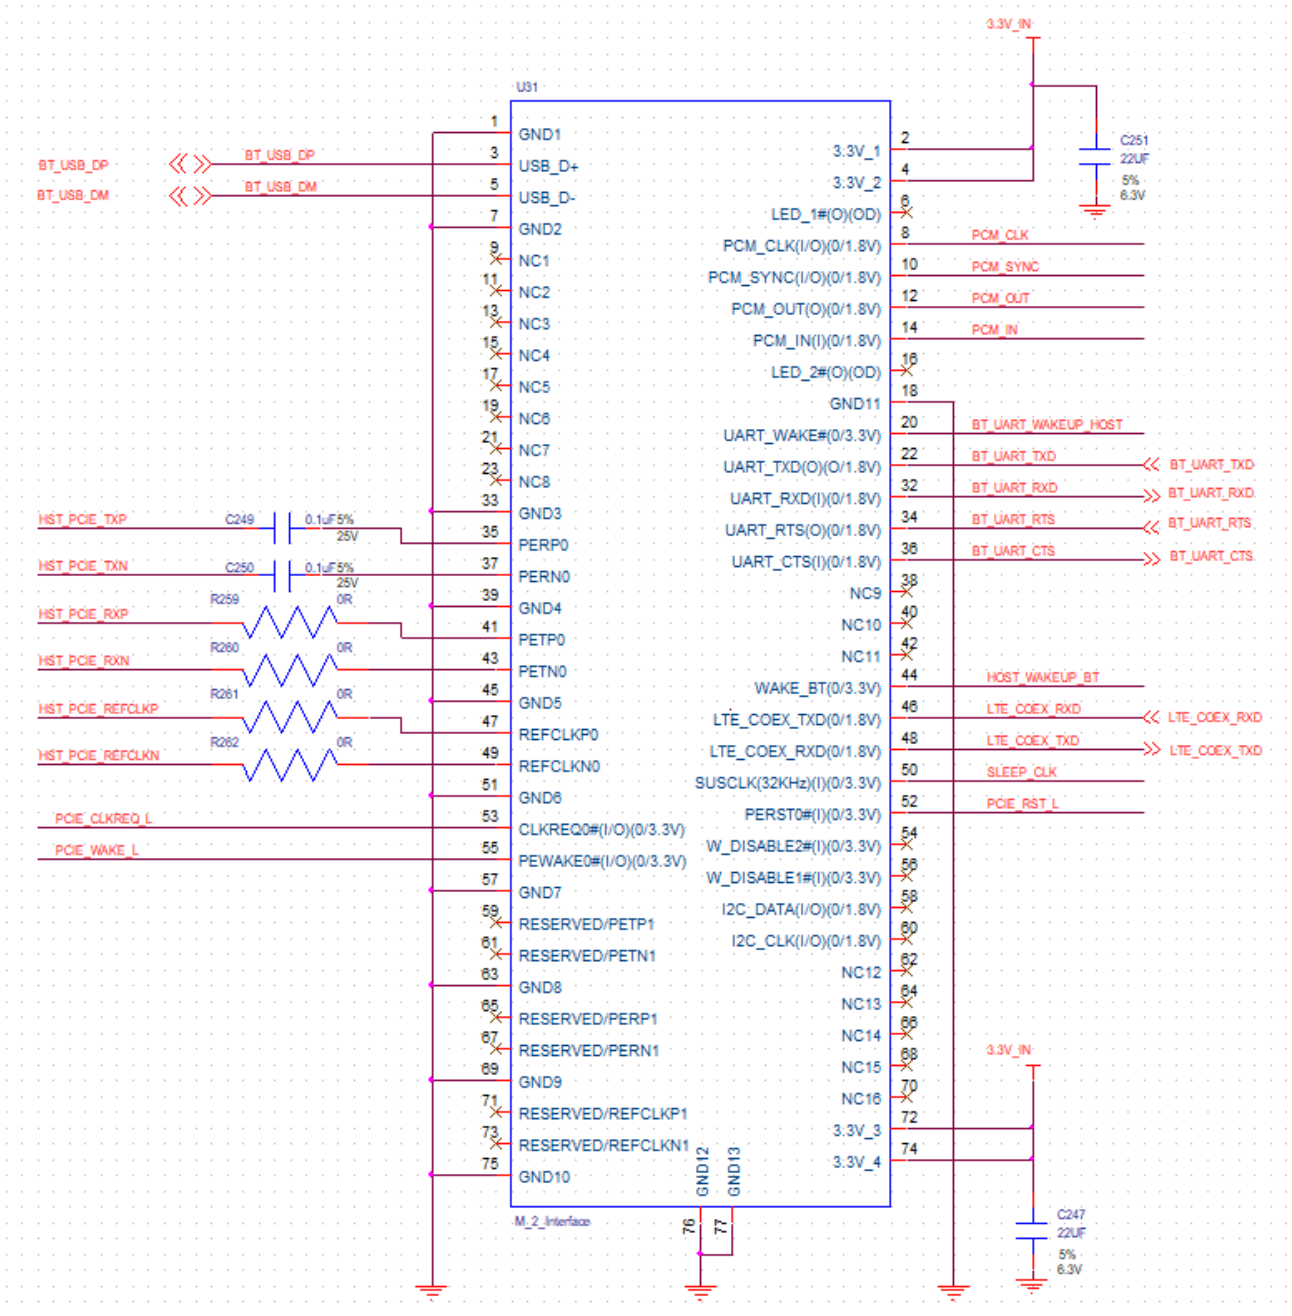 3.3V_IN
U31
1
GND1
BT_USB_DP
BT_USB_DP
3
USB_D+
BT_USB_DM
BT_USB_DM
5
USB_D-
7
GND2
9
NC1
11
NC2
13
NC3
15
NC4
17
NC5
19
NC6
21
NC7
23
NC8
33
GND3
HST_PCIE_TXP
C249
0.1uF 5%
25V
35
PERP0
HST_PCIE_TXN
C250
0.1uF 5%
25V
37
PERN0
39
GND4
HST_PCIE_RXP
R259
0R
41
PETP0
HST_PCIE_RXN
R260
0R
43
PETN0
45
GND5
HST_PCIE_REFCLKP
R261
0R
47
REFCLKP0
HST_PCIE_REFCLKN
R262
0R
49
REFCLKN0
51
GND6
PCIE_CLKREQ_L
53
CLKREQ0#(I/O)(0/3.3V)
PCIE_WAKE_L
55
PEWAKE0#(I/O)(0/3.3V)
57
GND7
59
RESERVED/PETP1
61
RESERVED/PETN1
63
GND8
65
RESERVED/PERP1
67
RESERVED/PERN1
69
GND9
71
RESERVED/REFCLKP1
73
RESERVED/REFCLKN1
75
GND10
2
3.3V_1
4
3.3V_2
C251
22UF
5%
6.3V
6
LED_1#(O)(OD)
8
PCM_CLK(I/O)(0/1.8V)
PCM_CLK
10
PCM_SYNC(I/O)(0/1.8V)
PCM_SYNC
12
PCM_OUT(O)(0/1.8V)
PCM_OUT
14
PCM_IN(I)(0/1.8V)
PCM_IN
16
LED_2#(O)(OD)
18
GND11
20
UART_WAKE#(0/3.3V)
BT_UART_WAKEUP_HOST
22
UART_TXD(O)(O/1.8V)
BT_UART_TXD
BT_UART_TXD
32
UART_RXD(I)(0/1.8V)
BT_UART_RXD
BT_UART_RXD
34
UART_RTS(O)(0/1.8V)
BT_UART_RTS
BT_UART_RTS
36
UART_CTS(I)(0/1.8V)
BT_UART_CTS
BT_UART_CTS
38
NC9
40
NC10
42
NC11
44
WAKE_BT(0/3.3V)
HOST_WAKEUP_BT
46
LTE_COEX_TXD(0/1.8V)
LTE_COEX_RXD
LTE_COEX_RXD
48
LTE_COEX_RXD(0/1.8V)
LTE_COEX_TXD
LTE_COEX_TXD
50
SUSCLK(32KHz)(I)(0/3.3V)
SLEEP_CLK
52
PERST0#(I)(0/3.3V)
PCIE_RST_L
54
W_DISABLE2#(I)(0/3.3V)
56
W_DISABLE1#(I)(0/3.3V)
58
I2C_DATA(I/O)(0/1.8V)
60
I2C_CLK(I/O)(0/1.8V)
62
NC12
64
NC13
66
NC14
68
NC15
70
NC16
3.3V_IN
72
3.3V_3
74
3.3V_4
GND12
GND13
76
77
M_2_Interface
C247
22UF
5%
6.3V